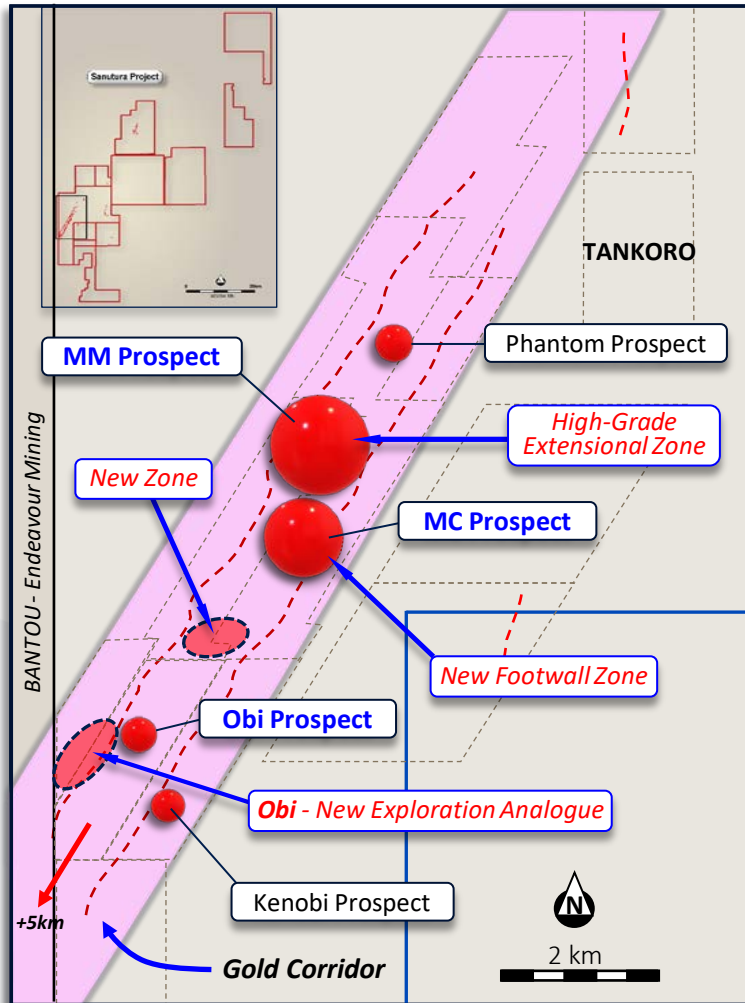 Sanutura Project
TANKORO
MM Prospect
Phantom Prospect
High-Grade
Extensional Zone
New Zone
MC Prospect
BANTOU - Endeavour Mining
New Footwall Zone
Obi Prospect
Obi - New Exploration Analogue
Kenobi Prospect
+5km
Gold Corridor
N
2 km